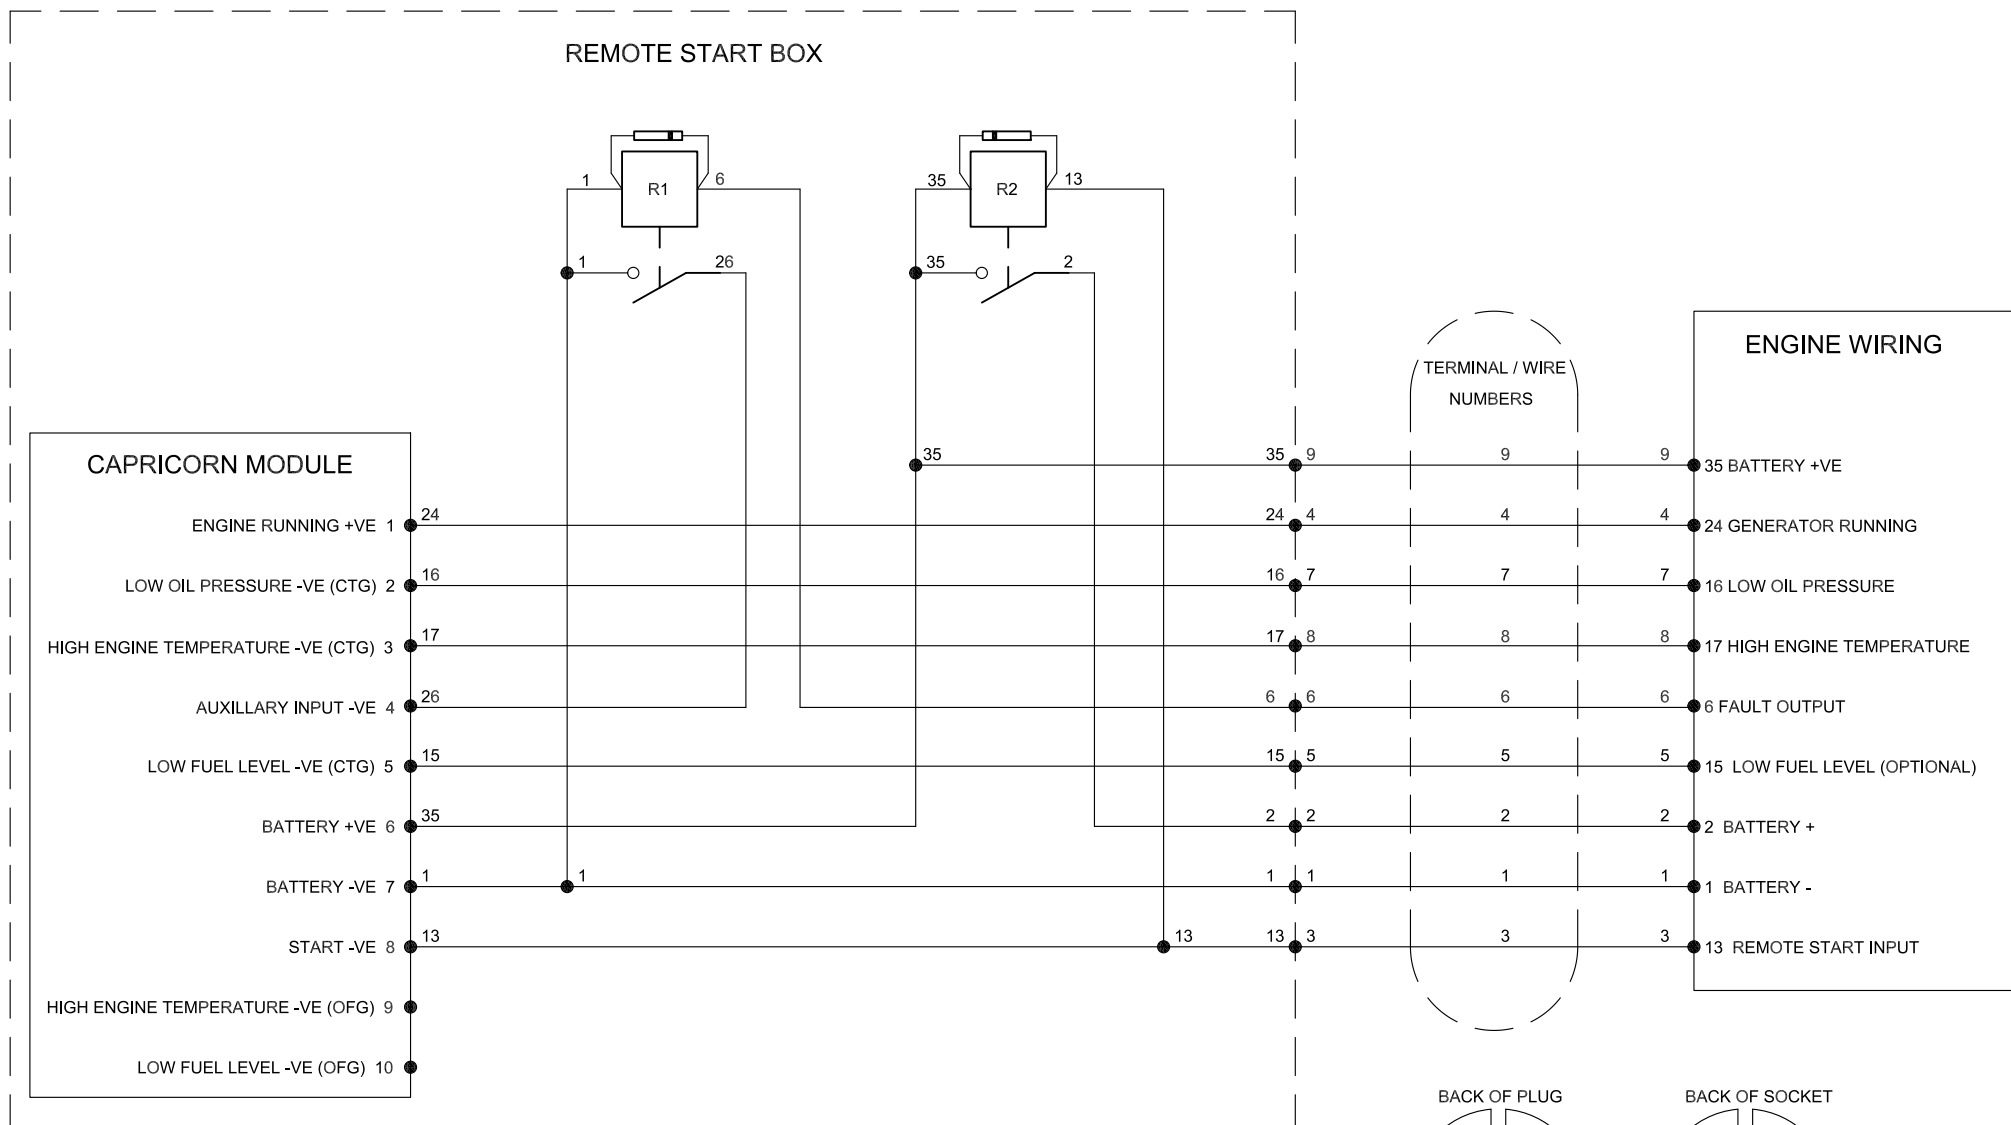 REMOTE START BOX
1 R1 6
35 R2 13
1 26
35 2
ENGINE WIRING
TERMINAL / WIRE
NUMBERS
CAPRICORN MODULE
35 35 9 9 9 35 BATTERY +VE
ENGINE RUNNING +VE 1 24 24 4 4 4 24 GENERATOR RUNNING
LOW OIL PRESSURE -VE (CTG) 2 16 16 7 7 7 16 LOW OIL PRESSURE
HIGH ENGINE TEMPERATURE -VE (CTG) 3 17 17 8 8 8 17 HIGH ENGINE TEMPERATURE
AUXILLARY INPUT -VE 4 26 6 6 6 6 6 FAULT OUTPUT
LOW FUEL LEVEL -VE (CTG) 5 15 15 5 5 5 15 LOW FUEL LEVEL (OPTIONAL)
BATTERY +VE 6 35 2 2 2 2 2 BATTERY +
BATTERY -VE 7 1 1 1 1 1 1 1 BATTERY -
START -VE 8 13 13 13 3 3 3 13 REMOTE START INPUT
HIGH ENGINE TEMPERATURE -VE (OFG) 9
LOW FUEL LEVEL -VE (OFG) 10
BACK OF PLUG
BACK OF SOCKET